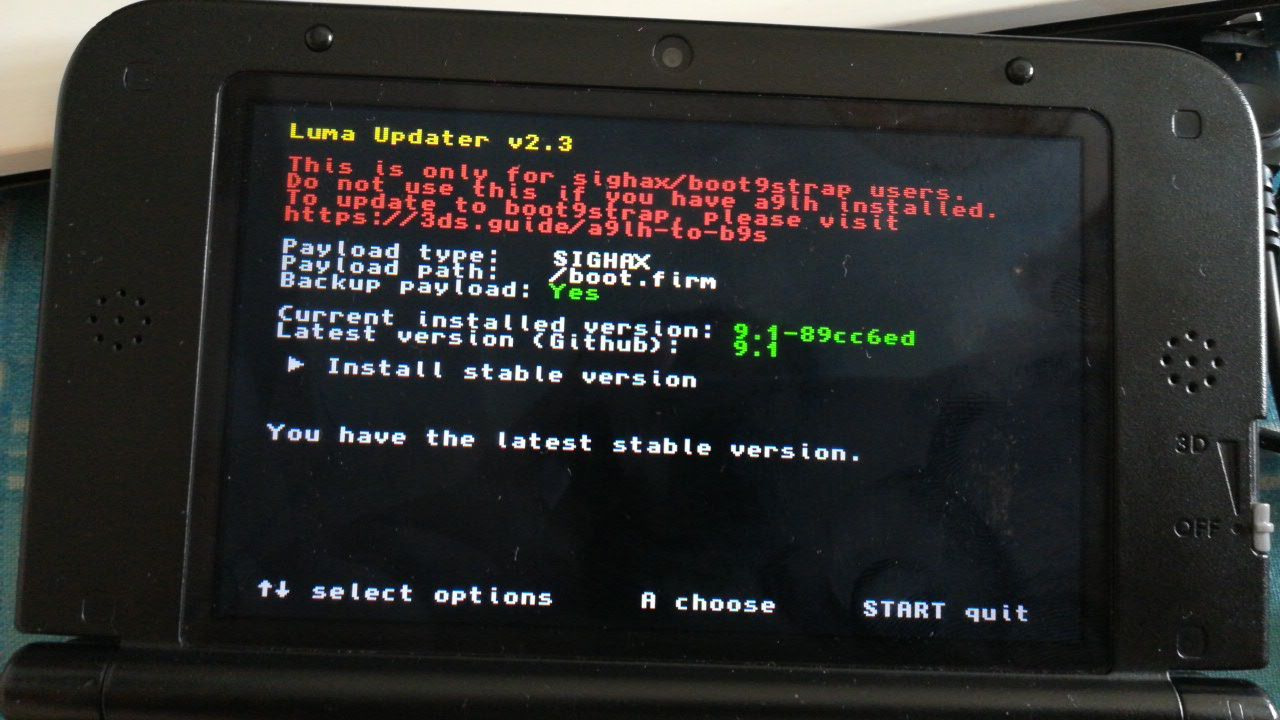 Luma Updater v2.3
This is only for sighax/boot9strap users.
Do not use this if you have a9lh installed.
To update to boot9strap, please visit
https://3ds.guide/a9lh-to-b9s
Payload type: SIGHAX
Payload path: /boot.firm
Backup payload: Yes
Current installed version: 9.1-89cc6ed
Latest version (Github): 9.1
► Install stable version
You have the latest stable version.
↑↓ select options A choose START quit
3D
OFF